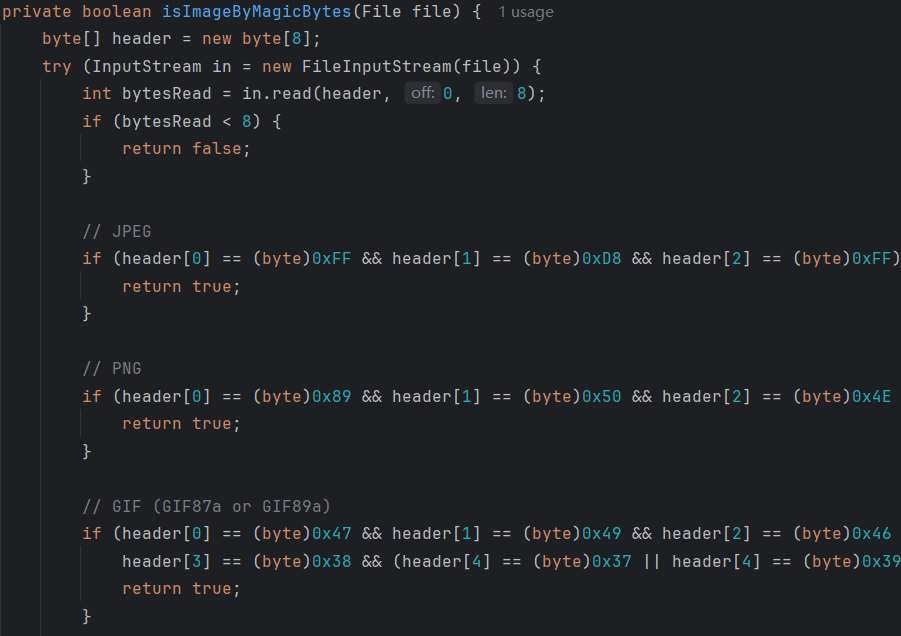 private boolean isImageByMagicBytes(File file) { 1 usage
byte[] header = new byte[8];
try (InputStream in = new FileInputStream(file)) {
int bytesRead = in.read(header, off: 0, len: 8);
if (bytesRead < 8) {
return false;
}
// JPEG
if (header[0] == (byte)0xFF && header[1] == (byte)0xD8 && header[2] == (byte)0xFF)
return true;
}
// PNG
if (header[0] == (byte)0x89 && header[1] == (byte)0x50 && header[2] == (byte)0x4E
return true;
}
// GIF (GIF87a or GIF89a)
if (header[0] == (byte)0x47 && header[1] == (byte)0x49 && header[2] == (byte)0x46
header[3] == (byte)0x38 && (header[4] == (byte)0x37 || header[4] == (byte)0x39
return true;
}